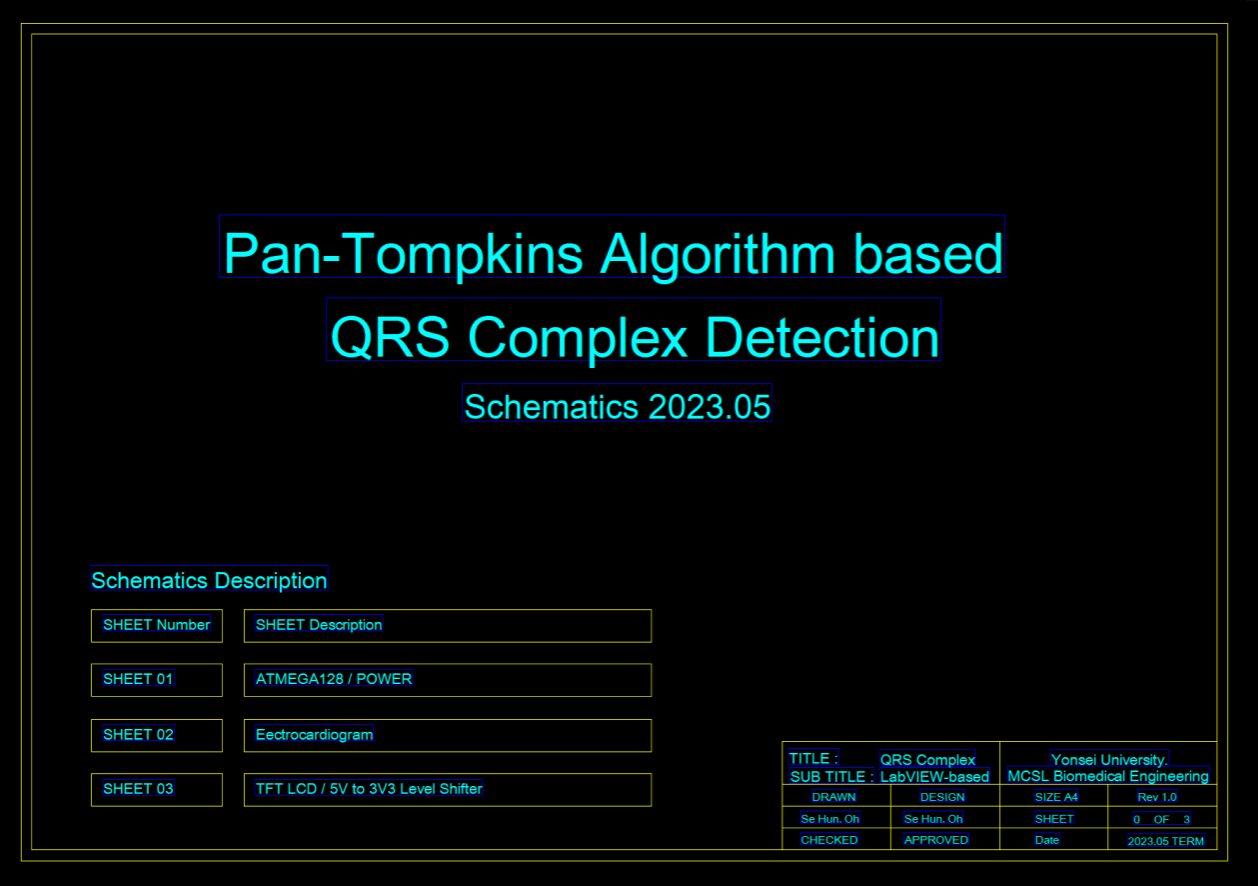 Pan-Tompkins Algorithm based
QRS Complex Detection
Schematics 2023.05
Schematics Description
SHEET Number SHEET Description
SHEET 01 ATMEGA128 / POWER
SHEET 02 Eectrocardiogram
SHEET 03 TFT LCD / 5V to 3V3 Level Shifter
TITLE : QRS Complex Yonsei University.
SUB TITLE : LabVIEW-based MCSL Biomedical Engineering
DRAWN DESIGN SIZE A4 Rev 1.0
Se Hun. Oh Se Hun. Oh SHEET 0 OF 3
CHECKED APPROVED Date 2023.05 TERM